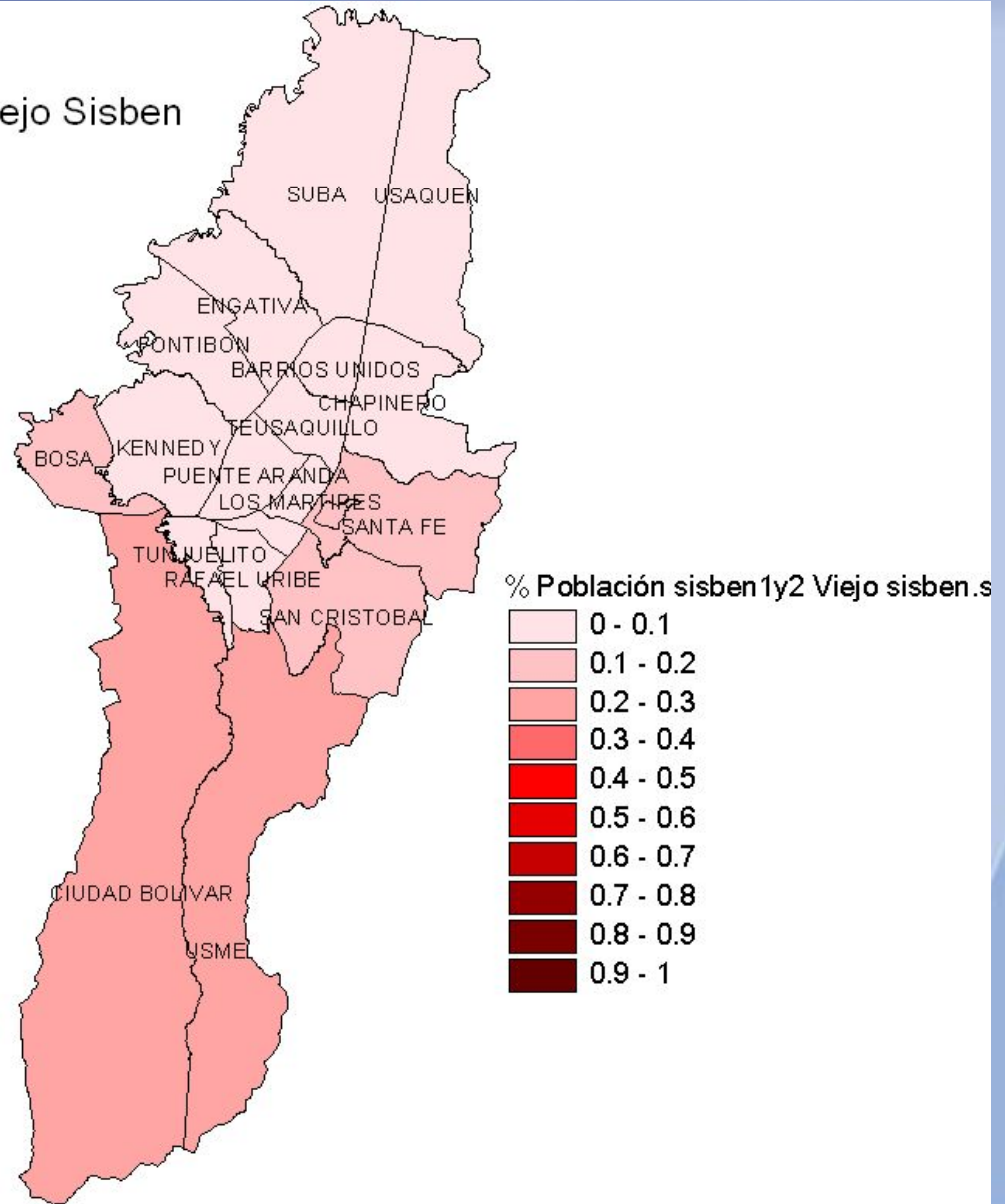 ejo Sisben
SUBA
USAQUEN
ENGATIVA
FONTIBON
BARRIOS UNIDOS
CHAPINERO
TEUSAQUILLO
KENNEDY
BOSA
PUENTE ARANDA
LOS MARTIRES
SANTA FE
TUNJUELITO
RAFAEL URIBE
SAN CRISTOBAL
CIUDAD BOLIVAR
USME
% Población sisben1y2 Viejo sisben.s
0 - 0.1
0.1 - 0.2
0.2 - 0.3
0.3 - 0.4
0.4 - 0.5
0.5 - 0.6
0.6 - 0.7
0.7 - 0.8
0.8 - 0.9
0.9 - 1